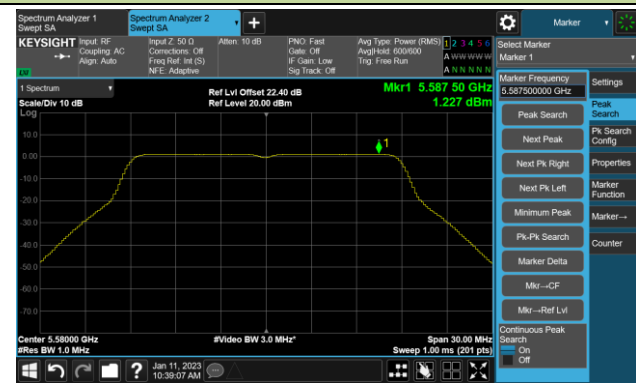 Spectrum Analyzer 1
Swept SA
Spectrum Analyzer 2
Swept SA
+
Marker
KEYSIGHT
Input: RF
Coupling: AC
Align: Auto
Input Z: 50 Ω
Corrections: Off
Freq Ref: Int (S)
NFE: Adaptive
Atten: 10 dB
PNO: Fast
Gate: Off
IF Gain: Low
Sig Track: Off
Avg Type: Power (RMS)
Avg|Hold: 600/600
Trig: Free Run
1 2 3 4 5 6
A W W W W W
A N N N N N
Select Marker
Marker 1
1 Spectrum
Scale/Div 10 dB
Log
Ref Lvl Offset 22.40 dB
Ref Level 20.00 dBm
Mkr1 5.587 50 GHz
1.227 dBm
10.0
0.00
-10.0
-20.0
-30.0
-40.0
-50.0
-60.0
-70.0
1
Center 5.58000 GHz
#Res BW 1.0 MHz
#Video BW 3.0 MHz*
Span 30.00 MHz
Sweep 1.00 ms (201 pts)
Marker Frequency
5.587500000 GHz
Peak Search
Next Peak
Next Pk Right
Next Pk Left
Minimum Peak
Pk-Pk Search
Marker Delta
Mkr→CF
Mkr→Ref Lvl
Continuous Peak
Search
On
Off
Settings
Peak
Search
Pk Search
Config
Properties
Marker
Function
Marker→
Counter
?
Jan 11, 2023
10:39:07 AM